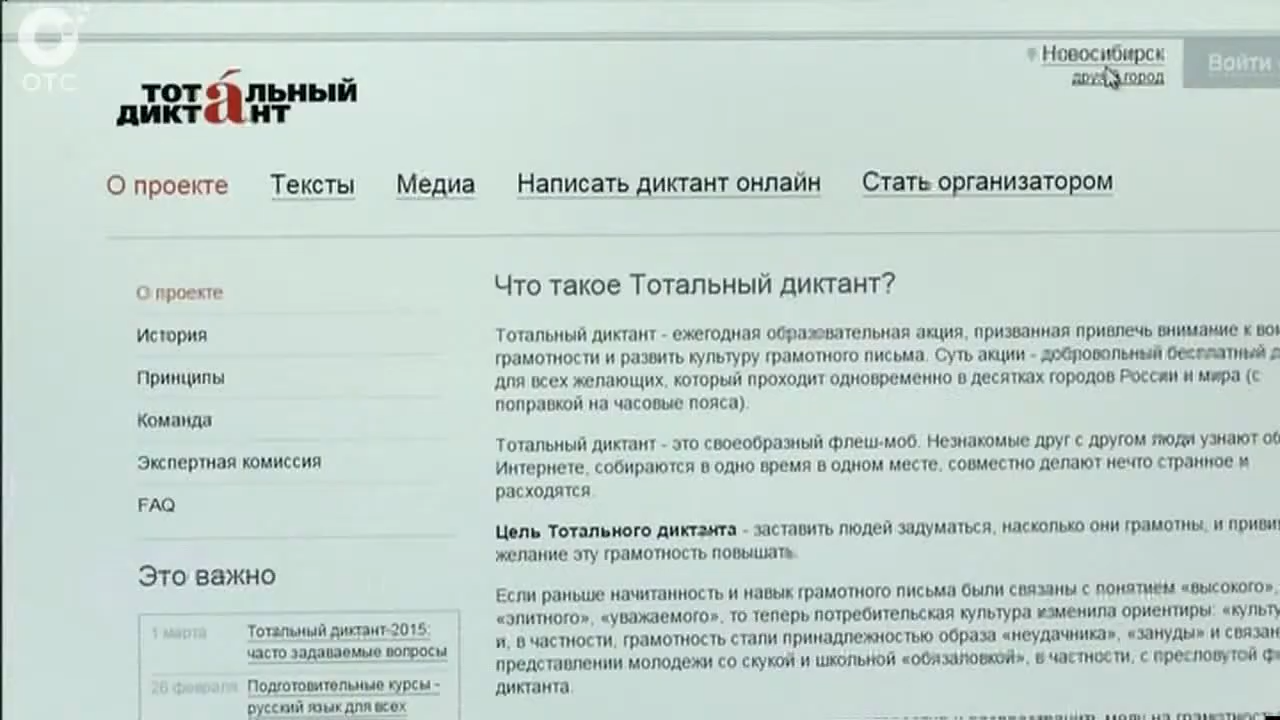 ОТС
тотáльный
диктáнт
Новосибирск
другой город
Войти
О проекте Тексты Медиа Написать диктант онлайн Стать организатором
О проекте
История
Принципы
Команда
Экспертная комиссия
FAQ
Это важно
1 марта Тотальный диктант-2015:
часто задаваемые вопросы
26 февраля Подготовительные курсы -
русский язык для всех
Что такое Тотальный диктант?
Тотальный диктант - ежегодная образовательная акция, призванная привлечь внимание к
грамотности и развить культуру грамотного письма. Суть акции - добровольный бесплатный
для всех желающих, который проходит одновременно в десятках городов России и мира (с
поправкой на часовые пояса).
Тотальный диктант - это своеобразный флеш-моб. Незнакомые друг с другом люди узнают
Интернете, собираются в одно время в одном месте, совместно делают нечто странное и
расходятся.
Цель Тотального диктанта - заставить людей задуматься, насколько они грамотны, и
желание эту грамотность повышать.
Если раньше начитанность и навык грамотного письма были связаны с понятием «высокого»,
«элитного», «уважаемого», то теперь потребительская культура изменила ориентиры:
и, в частности, грамотность стали принадлежностью образа «неудачника», «зануды» и
представлении молодежи со скукой и школьной «обязаловкой», в частности, с пресловутой
диктанта.